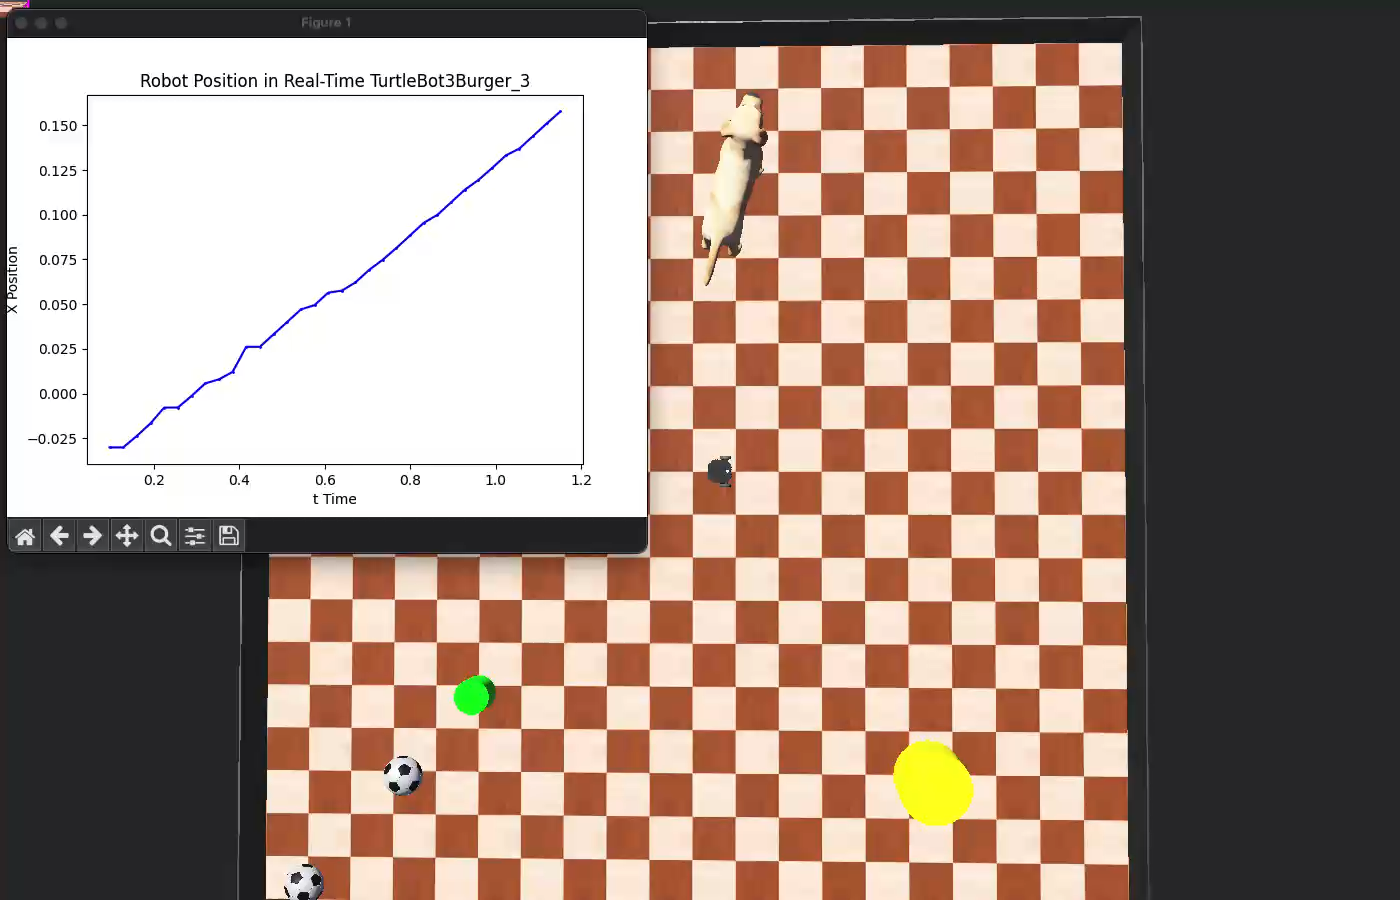 Figure 1
Robot Position in Real-Time TurtleBot3Burger_3
0.150
0.125
0.100
0.075
0.050
0.025
0.000
−0.025
X Position
0.2 0.4 0.6 0.8 1.0 1.2
t Time